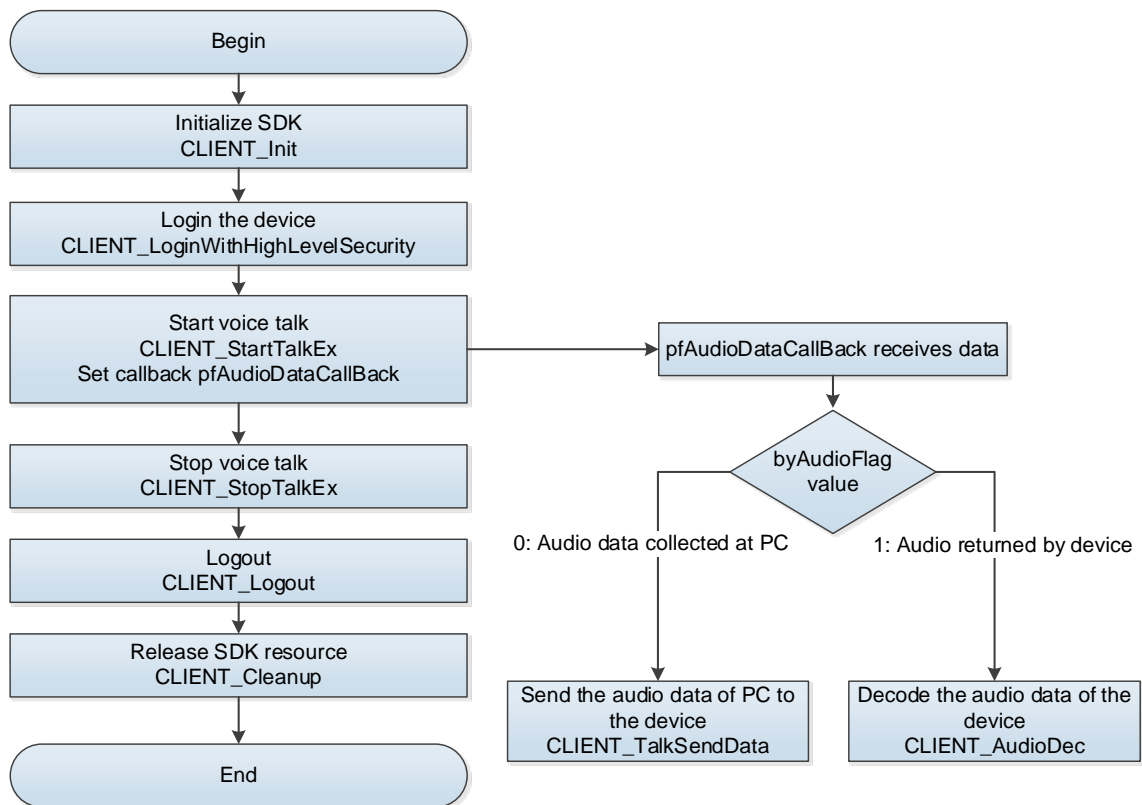 Begin
Initialize SDK
CLIENT_Init
Login the device
CLIENT_LoginWithHighLevelSecurity
Start voice talk
CLIENT_StartTalkEx
Set callback pfAudioDataCallBack
Stop voice talk
CLIENT_StopTalkEx
Logout
CLIENT_Logout
Release SDK resource
CLIENT_Cleanup
End
pfAudioDataCallBack receives data
byAudioFlag
value
0: Audio data collected at PC
1: Audio returned by device
Send the audio data of PC to
the device
CLIENT_TalkSendData
Decode the audio data of the
device
CLIENT_AudioDec